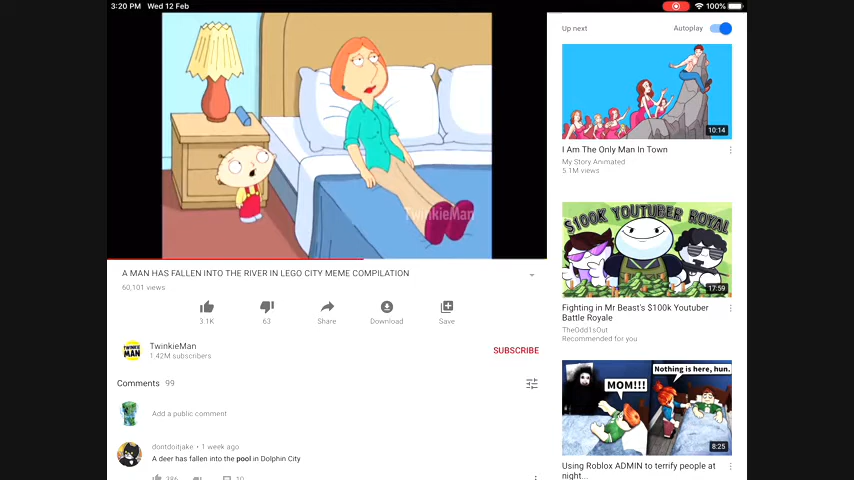 3:20 PM Wed 12 Feb
100%
TwinkieMan
A MAN HAS FALLEN INTO THE RIVER IN LEGO CITY MEME COMPILATION
60,101 views
3.1K
63
Share
Download
Save
TWINKIE
MAN
TwinkieMan
1.42M subscribers
SUBSCRIBE
Comments 99
Add a public comment
dontdoitjake • 1 week ago
A deer has fallen into the pool in Dolphin City
386
10
Up next
Autoplay
10:14
I Am The Only Man In Town
My Story Animated
5.1M views
$100K YOUTUBER ROYAL
17:59
Fighting in Mr Beast's $100k Youtuber
Battle Royale
TheOdd1sOut
Recommended for you
Nothing is here, hun.
MOM!!!
8:25
Using Roblox ADMIN to terrify people at
night...